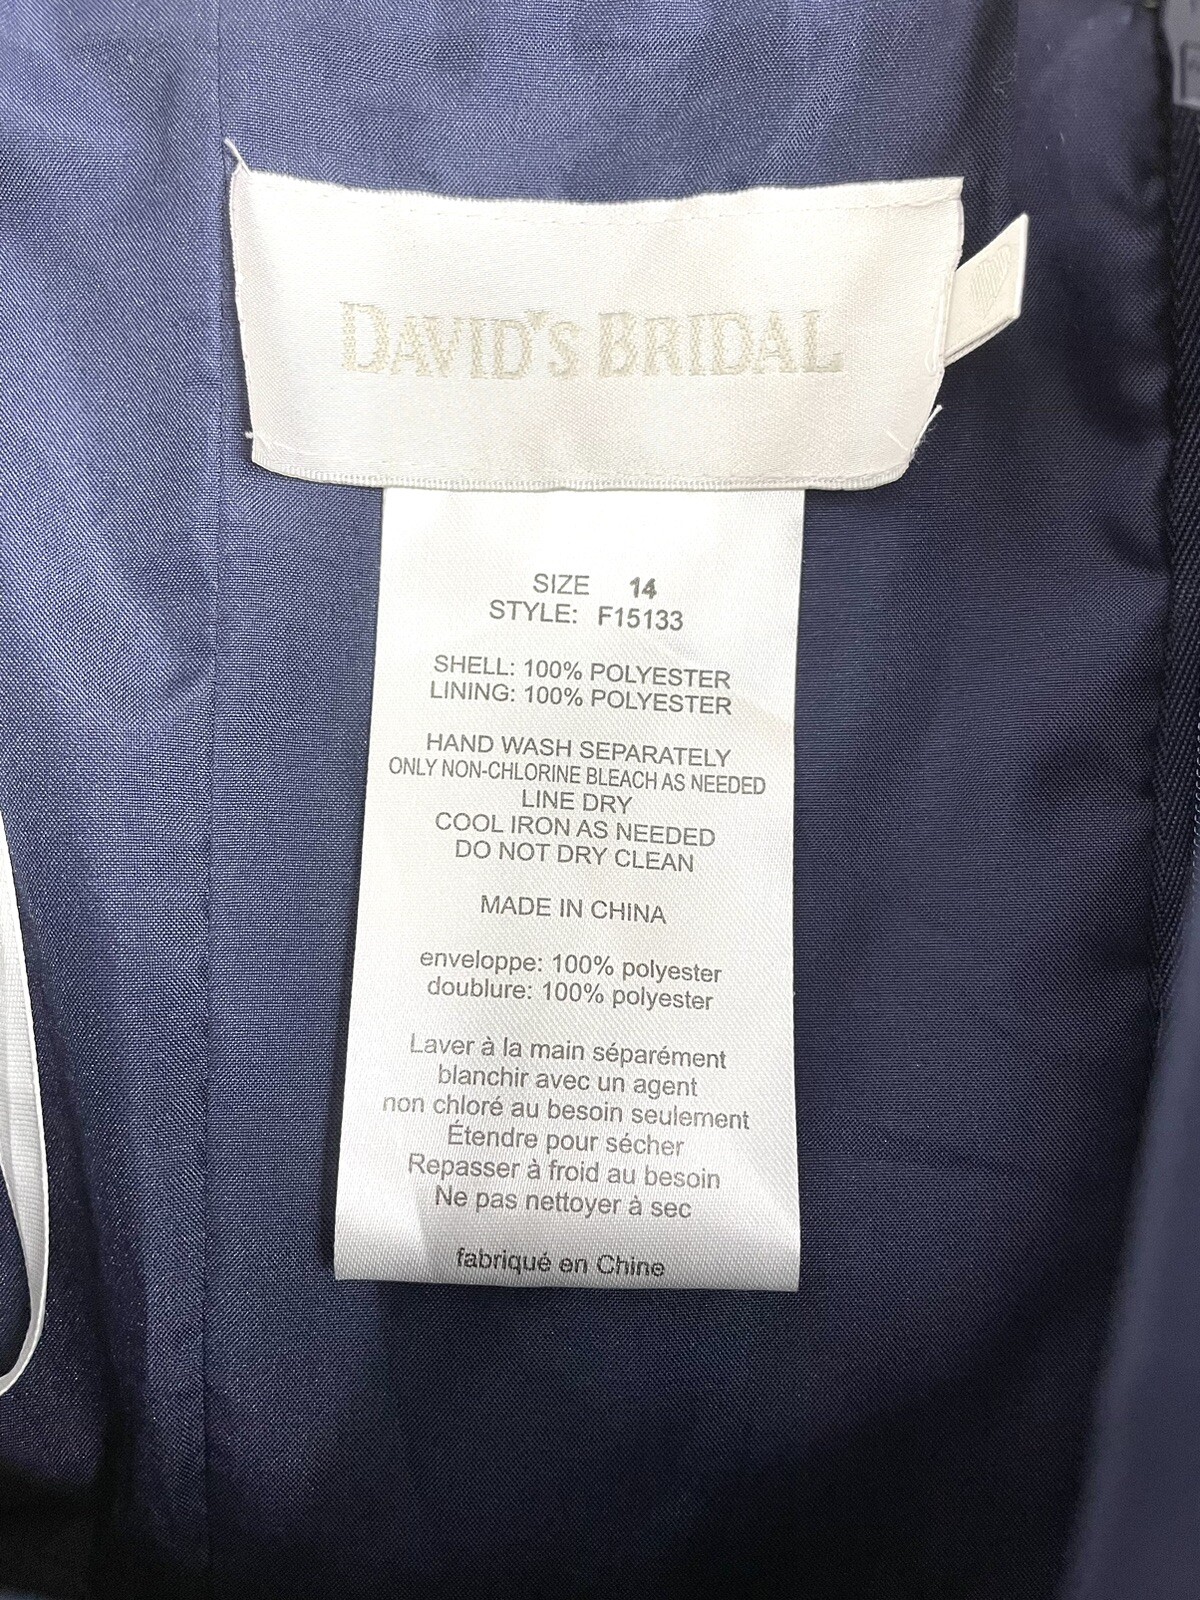 DAVID'S BRIDAL
SIZE 14
STYLE: F15133
SHELL: 100% POLYESTER
LINING: 100% POLYESTER
HAND WASH SEPARATELY
ONLY NON-CHLORINE BLEACH AS NEEDED
LINE DRY
COOL IRON AS NEEDED
DO NOT DRY CLEAN
MADE IN CHINA
enveloppe: 100% polyester
doublure: 100% polyester
Laver à la main séparément
blanchir avec un agent
non chloré au besoin seulement
Étendre pour sécher
Repasser à froid au besoin
Ne pas nettoyer à sec
fabriqué en Chine